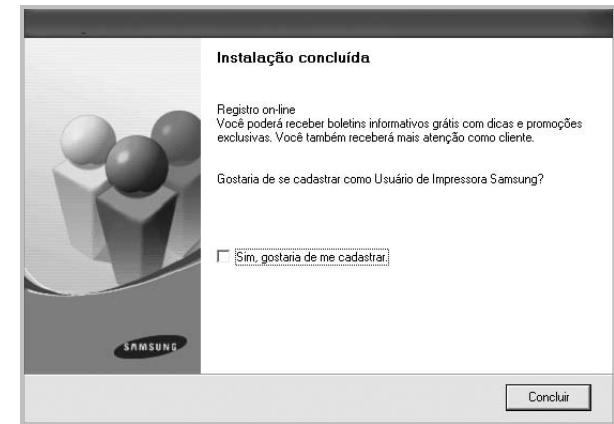 Instalação concluída
Registro on-line
Você poderá receber boletins informativos grátis com dicas e promoções
exclusivas. Você também receberá mais atenção como cliente.
Gostaria de se cadastrar como Usuário de Impressora Samsung?
Sim, gostaria de me cadastrar.
SAMSUNG
Concluir